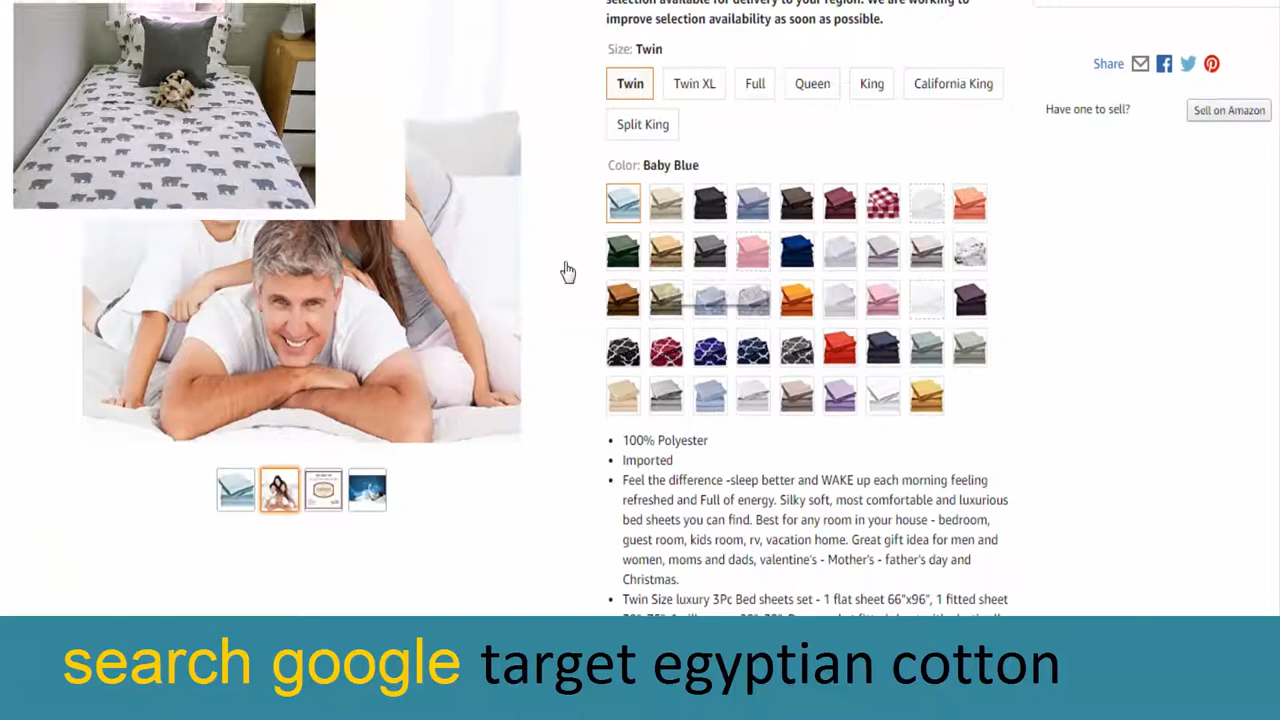 selection available for delivery to your region. We are working to
improve selection availability as soon as possible.
Size: Twin
Twin Twin XL Full Queen King California King
Split King
Color: Baby Blue
Share
Have one to sell? Sell on Amazon
• 100% Polyester
• Imported
• Feel the difference -sleep better and WAKE up each morning feeling
refreshed and Full of energy. Silky soft, most comfortable and luxurious
bed sheets you can find. Best for any room in your house - bedroom,
guest room, kids room, rv, vacation home. Great gift idea for men and
women, moms and dads, valentine's - Mother's - father's day and
Christmas.
• Twin Size luxury 3Pc Bed sheets set - 1 flat sheet 66"x96", 1 fitted sheet
search google target egyptian cotton